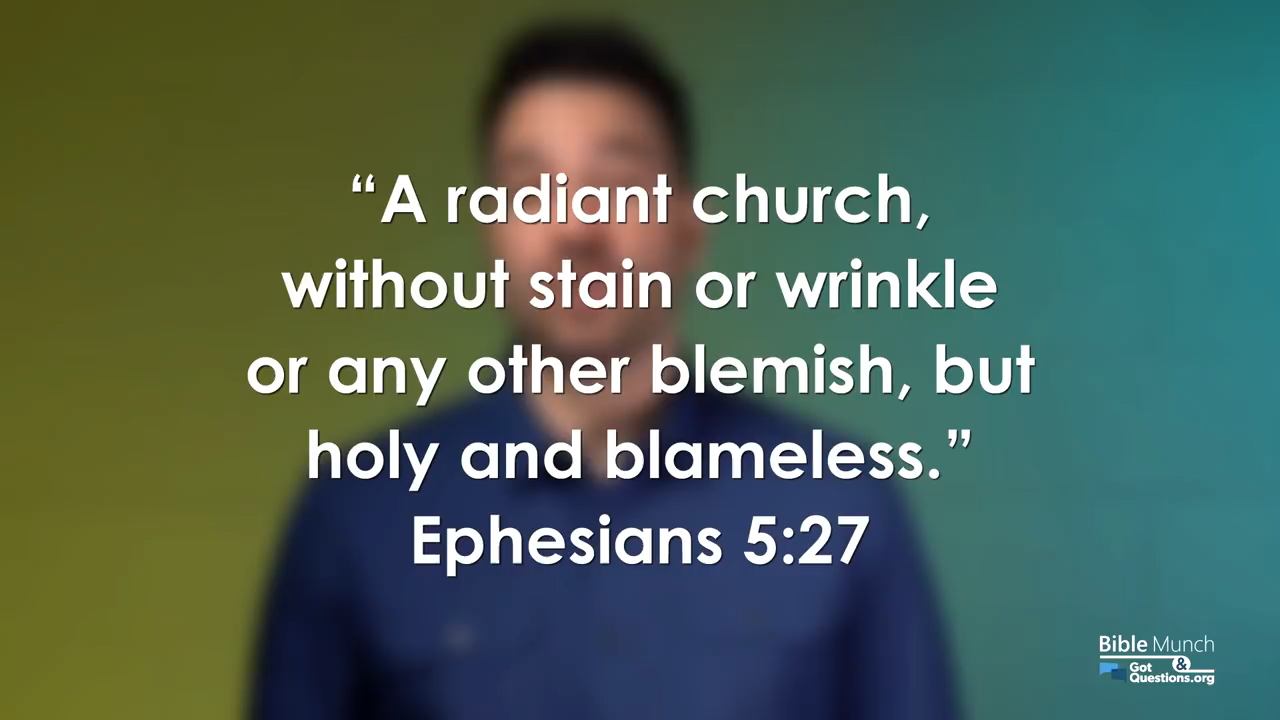 “A radiant church,
without stain or wrinkle
or any other blemish, but
holy and blameless.”
Ephesians 5:27
Bible Munch
&
Got
Questions.org